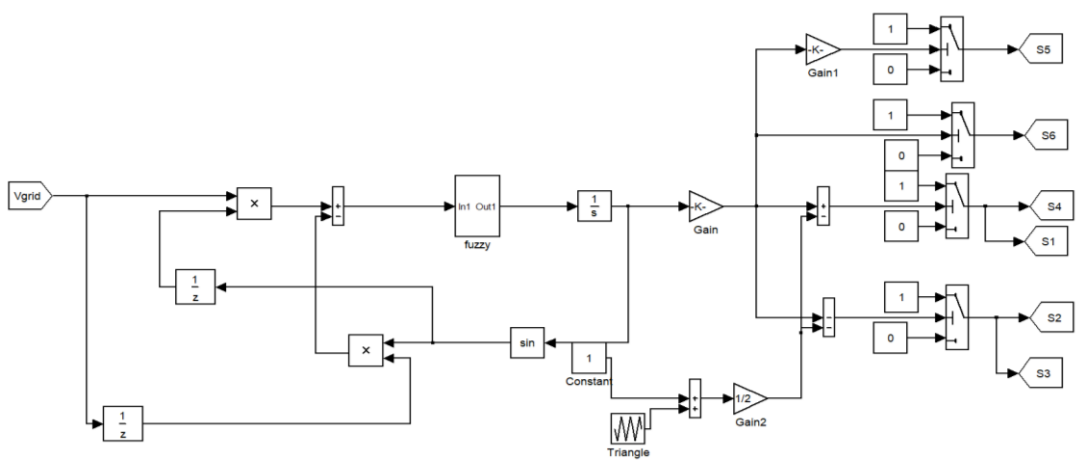 1
S5
-K-
Gain1
0
1
S6
0
Vgrid
×
+
−
In1 Out1
fuzzy
1
s
-K-
Gain
+
−
1
S4
0
S1
1
z
−
−
1
S2
0
×
sin
1
Constant
S3
1
z
+
+
1/2
Gain2
Triangle